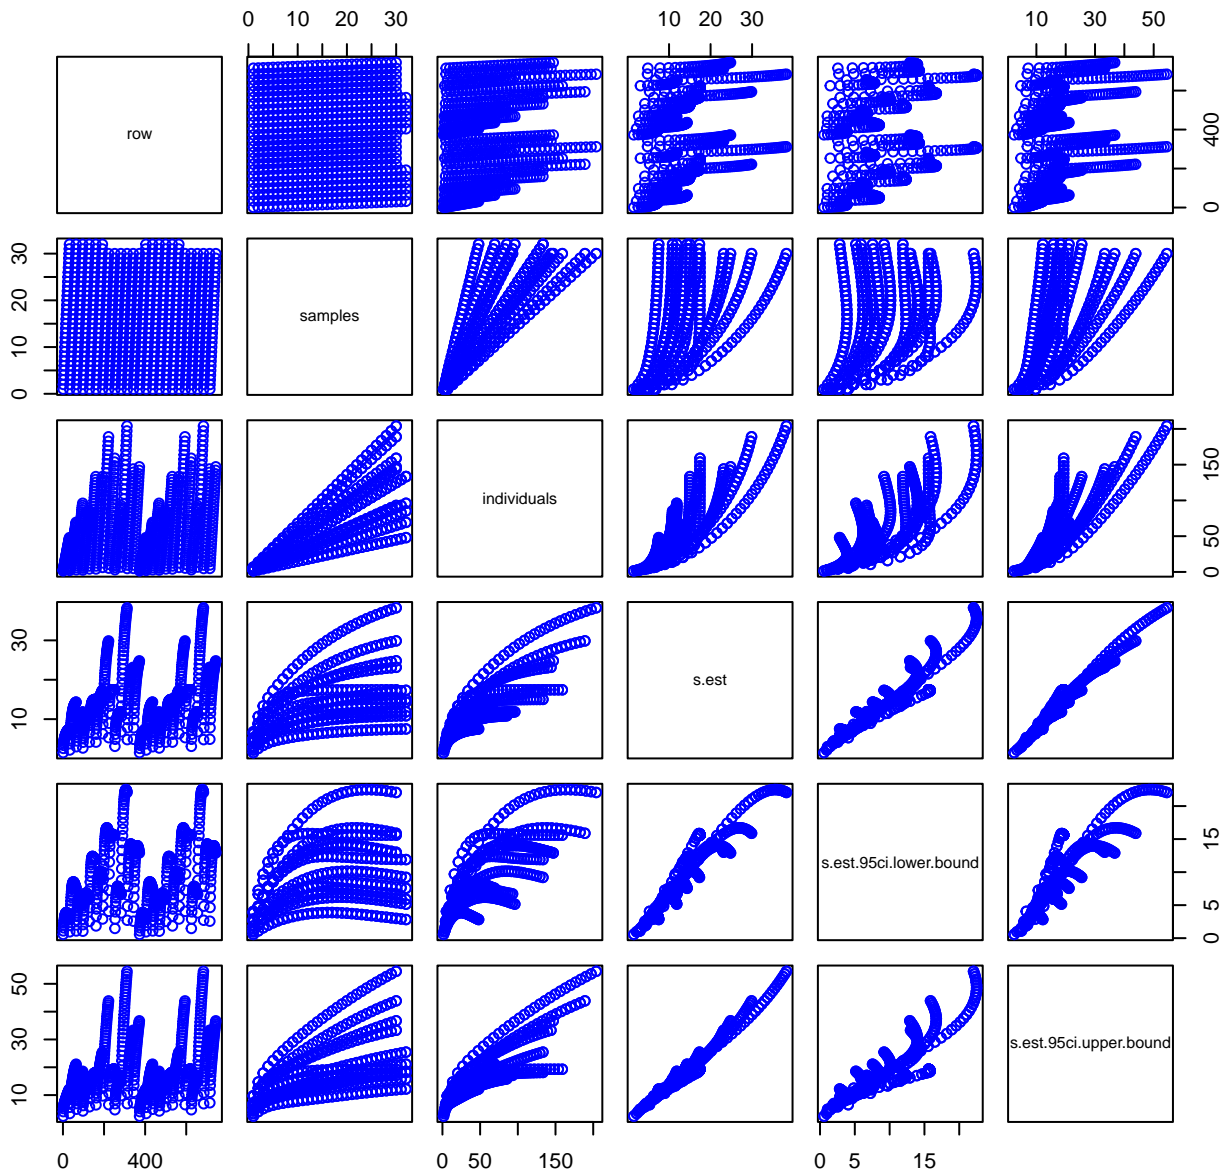 0 10 20 30
10 20 30
10 30 50
row
0 400
0 10 20 30
samples
individuals
0 50 150
10 30
s.est
s.est.95ci.lower.bound
5 15
0
10 30 50
s.est.95ci.upper.bound
0 400
0 50 150
0 5 15